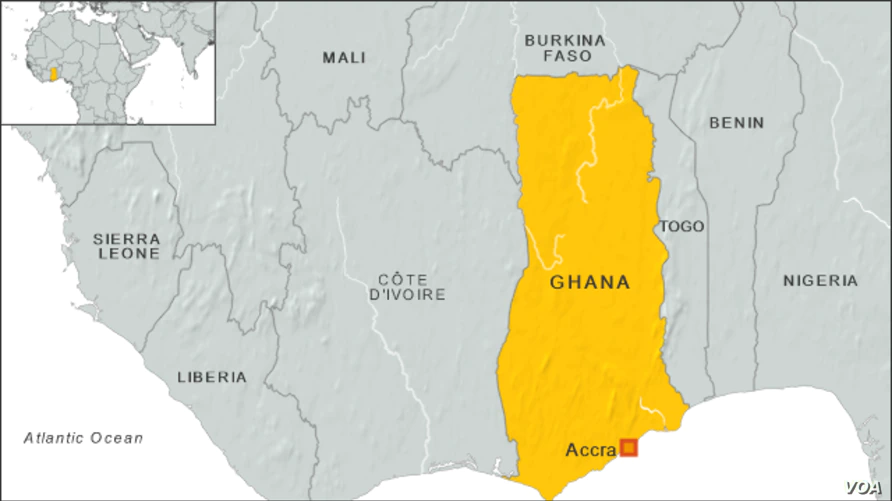 MALI
BURKINA
FASO
BENIN
TOGO
SIERRA
LEONE
CÔTE
D'IVOIRE
GHANA
NIGERIA
LIBERIA
Atlantic Ocean
Accra
VOA